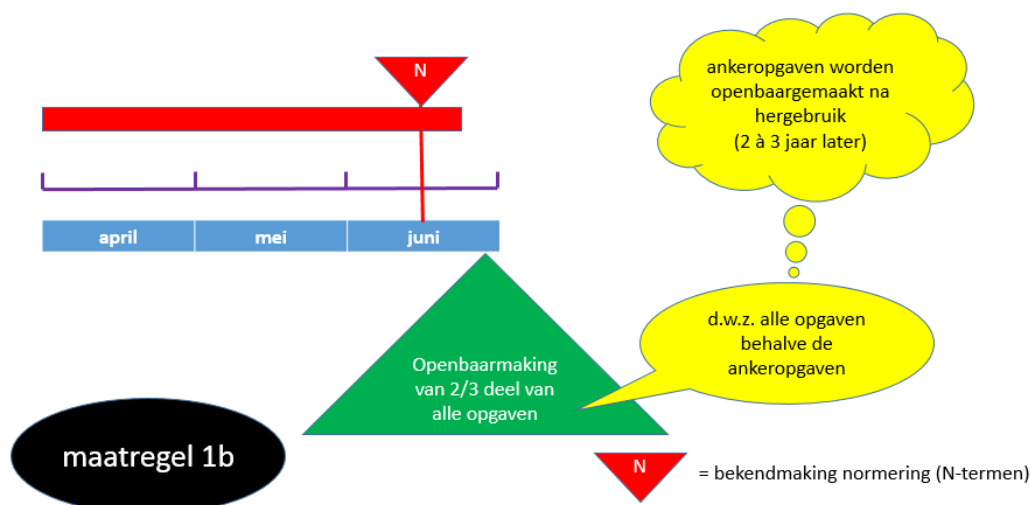 N
ankeropgaven worden
openbaargemaakt na
hergebruik
(2 à 3 jaar later)
april
mei
juni
d.w.z. alle opgaven
behalve de
ankeropgaven
Openbaarmaking
van 2/3 deel van
alle opgaven
maatregel 1b
N
= bekendmaking normering (N-termen)